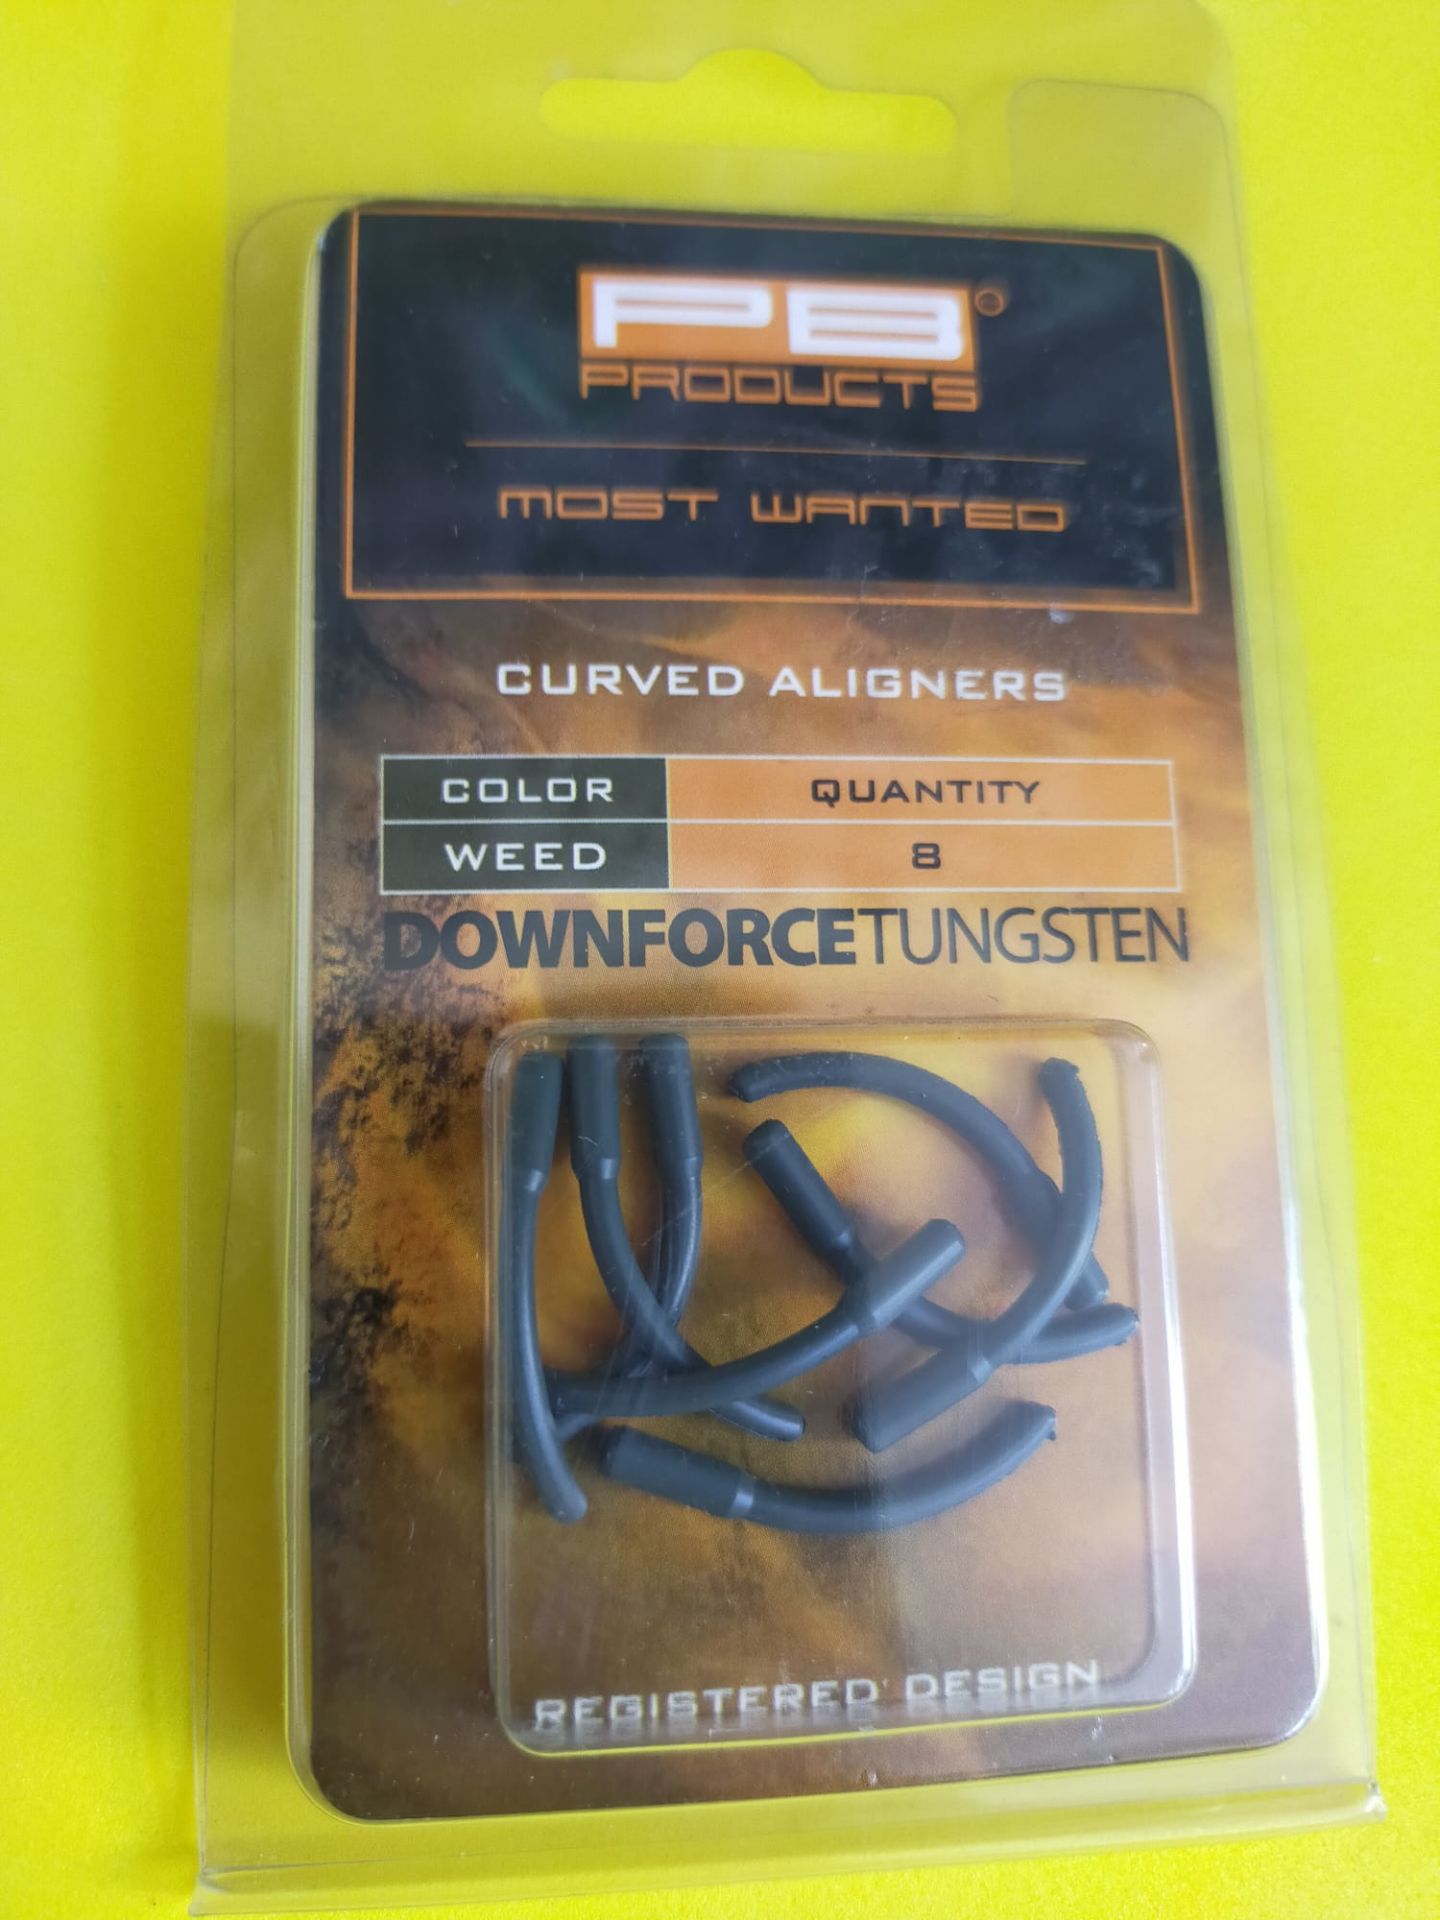 PB®
PRODUCTS
MOST WANTED
CURVED ALIGNERS
COLOR QUANTITY
WEED 8
DOWNFORCETUNGSTEN
REGISTERED DESIGN